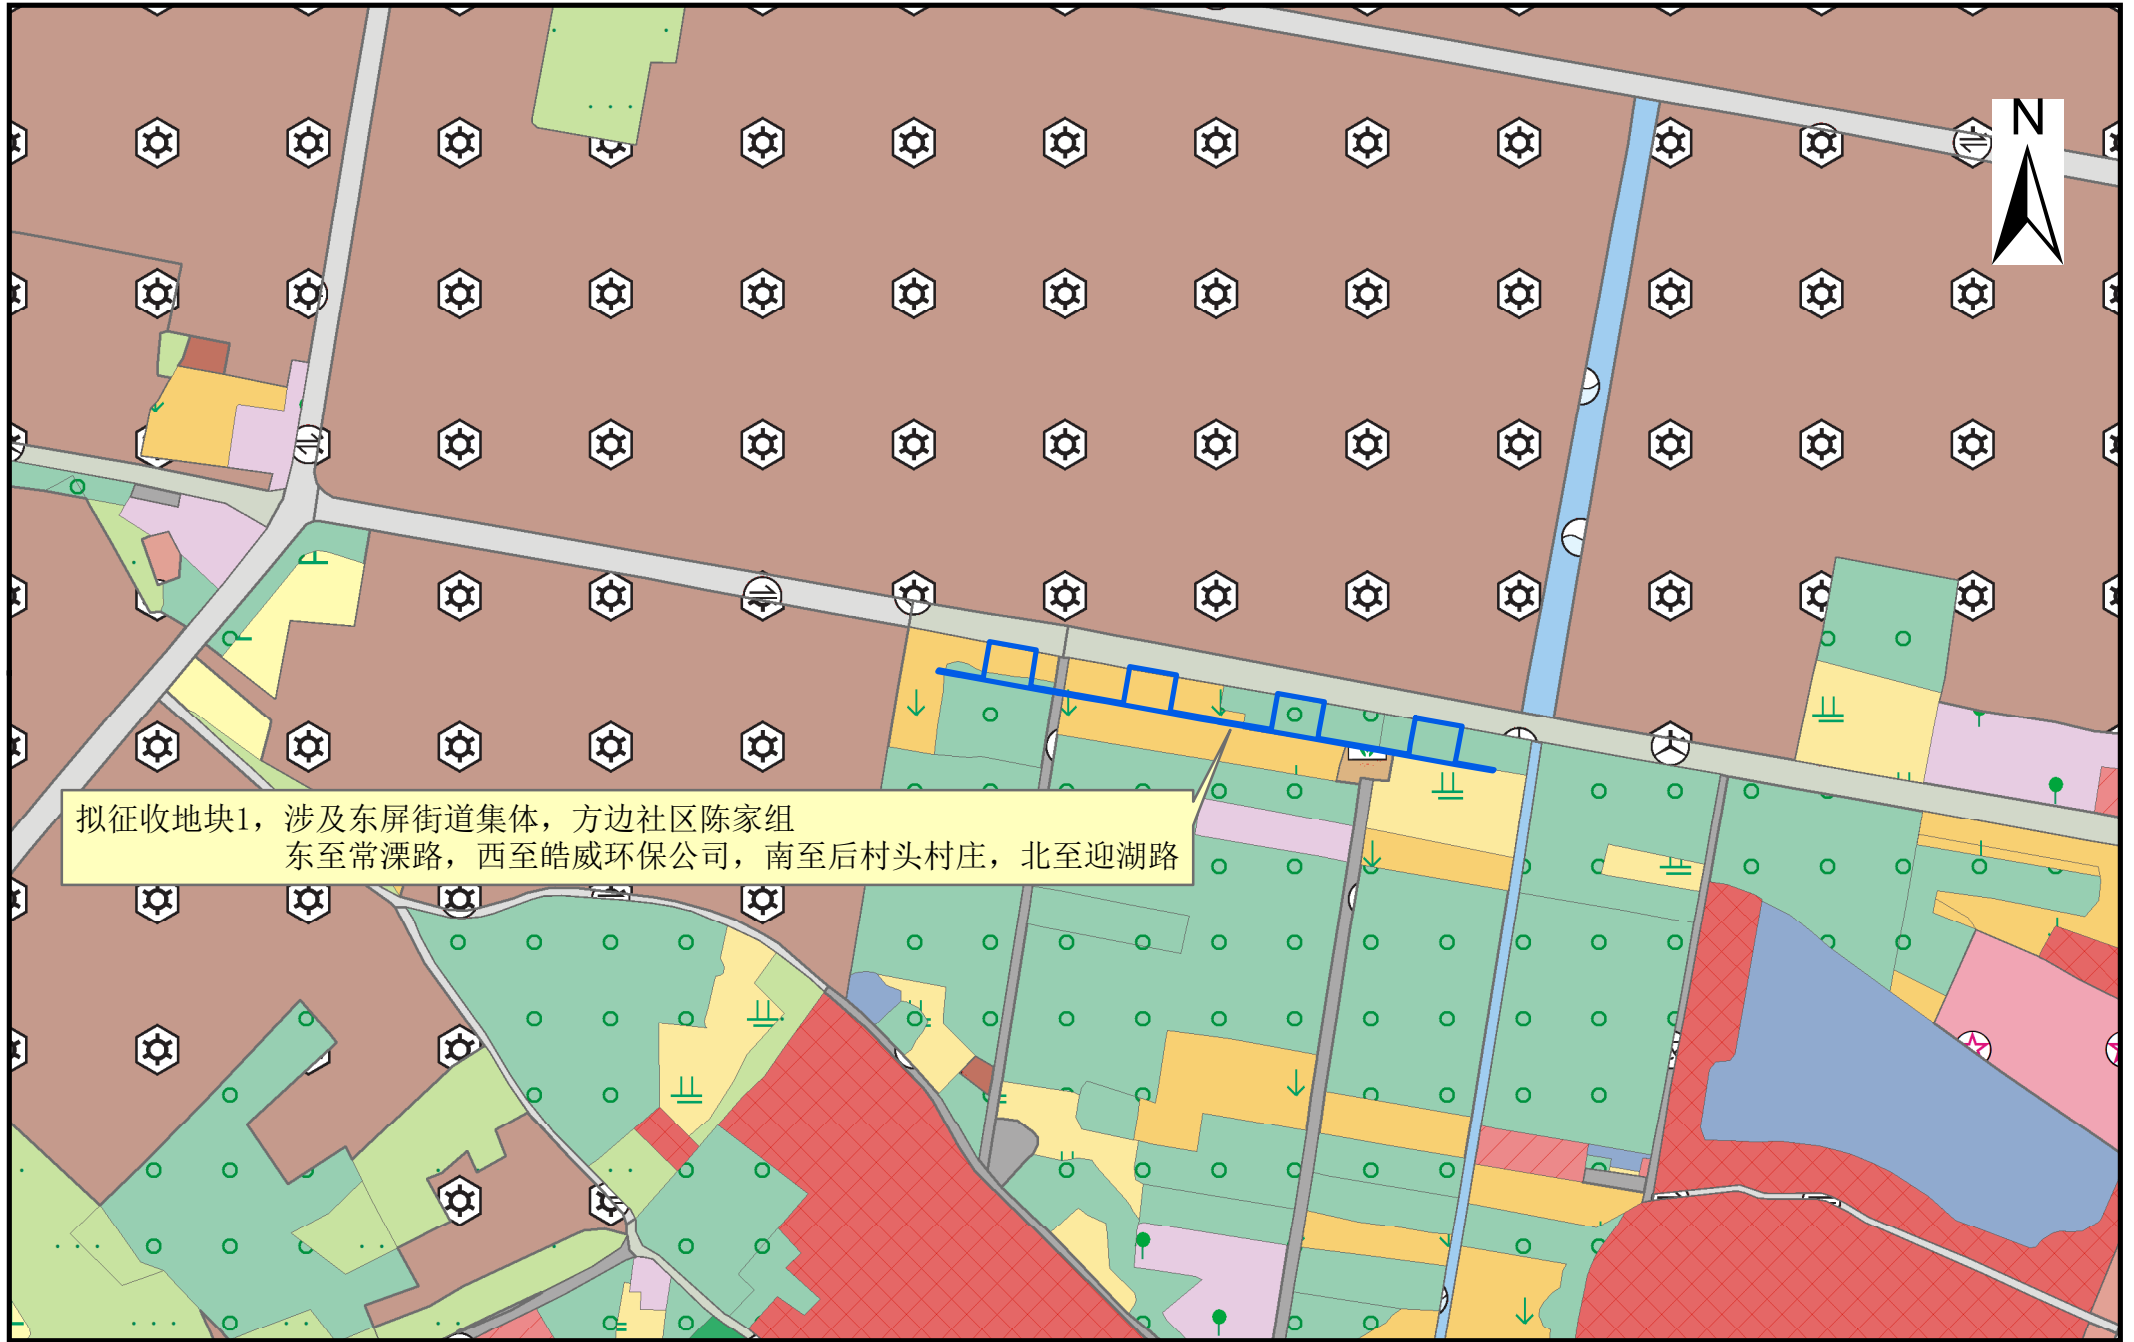 N
拟征收地块1，涉及东屏街道集体，方边社区陈家组
东至常溧路，西至皓威环保公司，南至后村头村庄，北至迎湖路